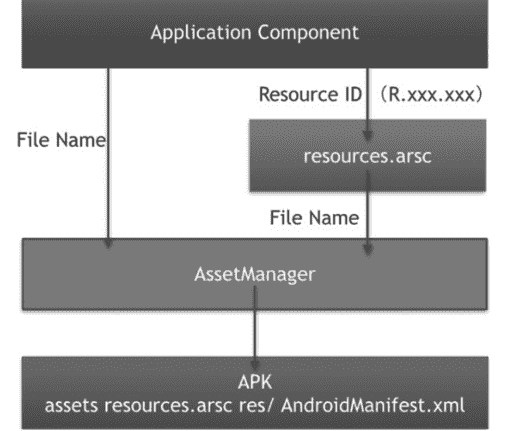 Application Component
Resource ID （R.xxx.xxx）
File Name
resources.arsc
File Name
AssetManager
APK
assets resources.arsc res/ AndroidManifest.xml